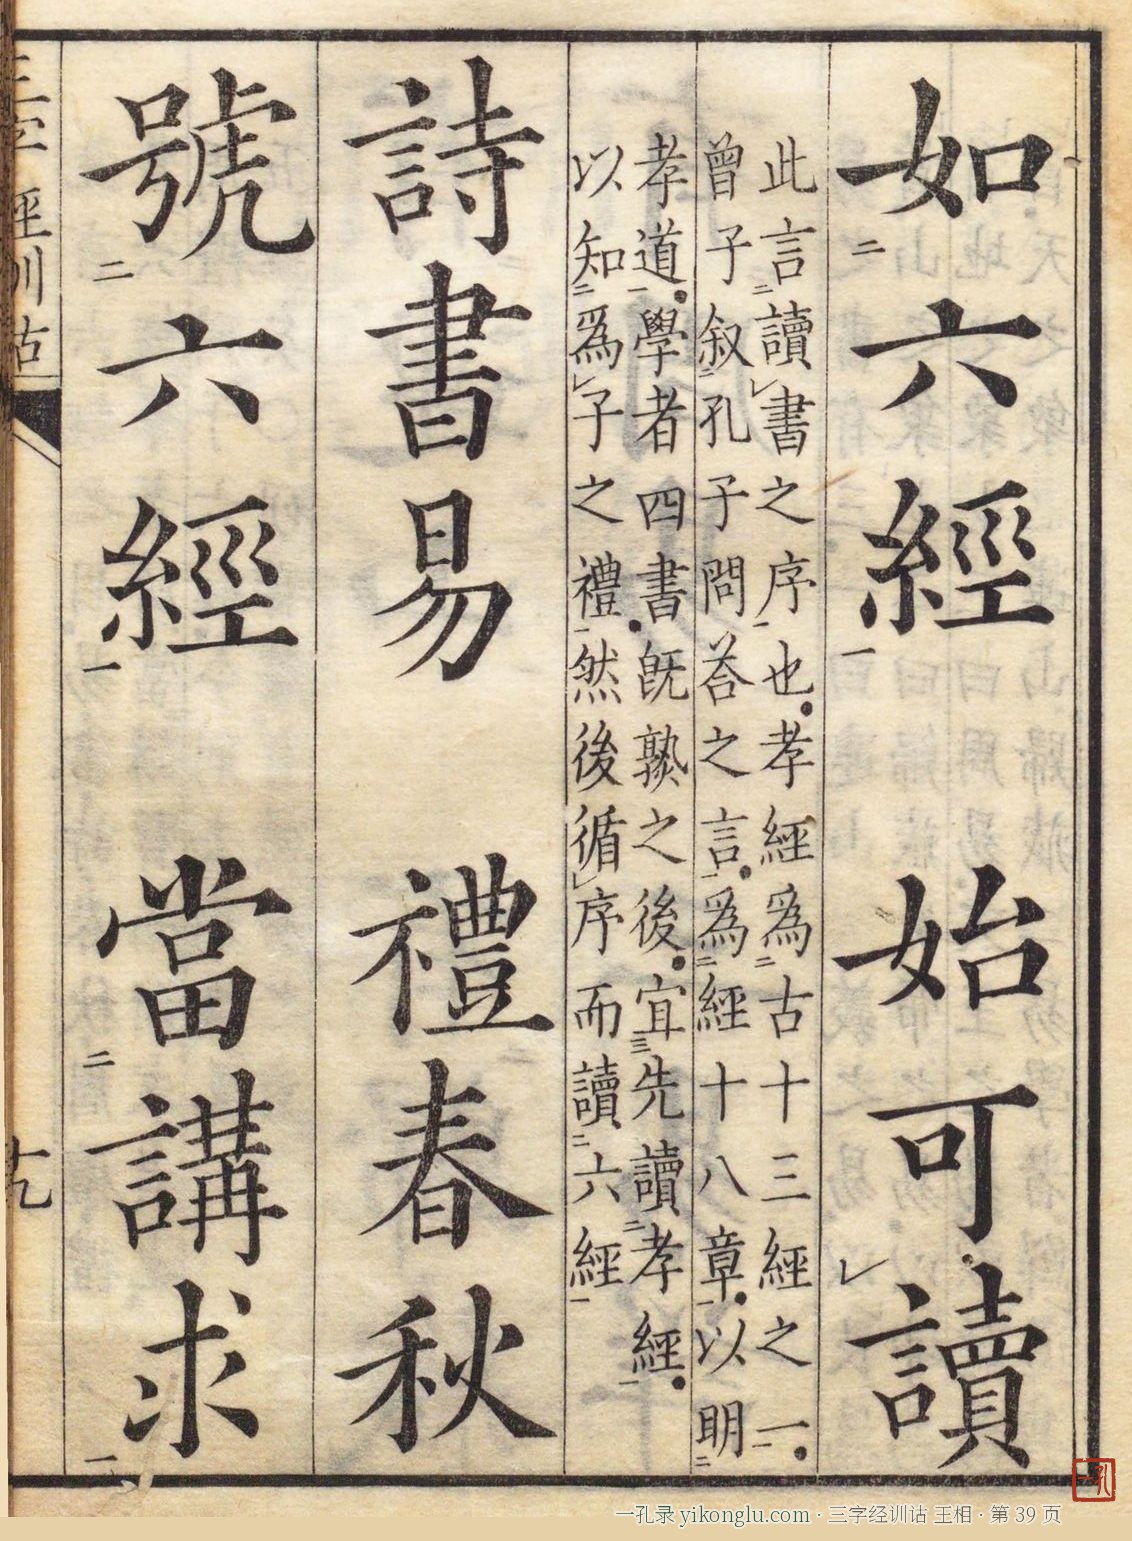 如六經 始可讀
此言讀書之序也孝經爲古十三經之一
曾子叙孔子問荅之言爲經十八章以明
孝道學者四書既熟之後宜先讀孝經
以知爲子之禮然後循序而讀六經
詩書易 禮春秋
號六經 當講求
三字經訓詁
十九
一孔录 yikonglu.com · 三字经训诂 王相 · 第 39 页